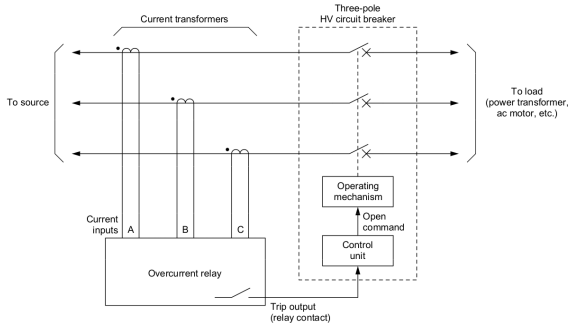 Current transformers
Three-pole
HV circuit breaker
To source
To load
(power transformer,
ac motor, etc.)
Operating
mechanism
Open
command
Control
unit
Current
inputs
A
B
C
Overcurrent relay
Trip output
(relay contact)